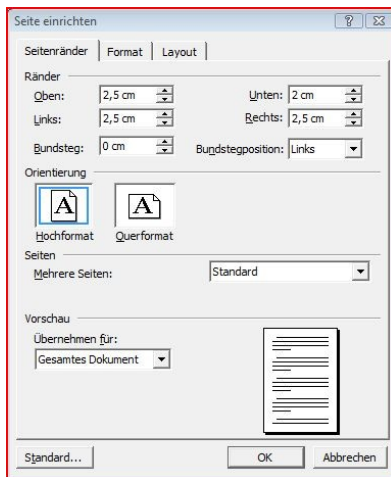 Seite einrichten
Seitenränder Format Layout
Ränder
Oben: 2,5 cm Unten: 2 cm
Links: 2,5 cm Rechts: 2,5 cm
Bundsteg: 0 cm Bundstegposition: Links
Orientierung
A A
Hochformat Querformat
Seiten
Mehrere Seiten: Standard
Vorschau
Übernehmen für:
Gesamtes Dokument
Standard... OK Abbrechen